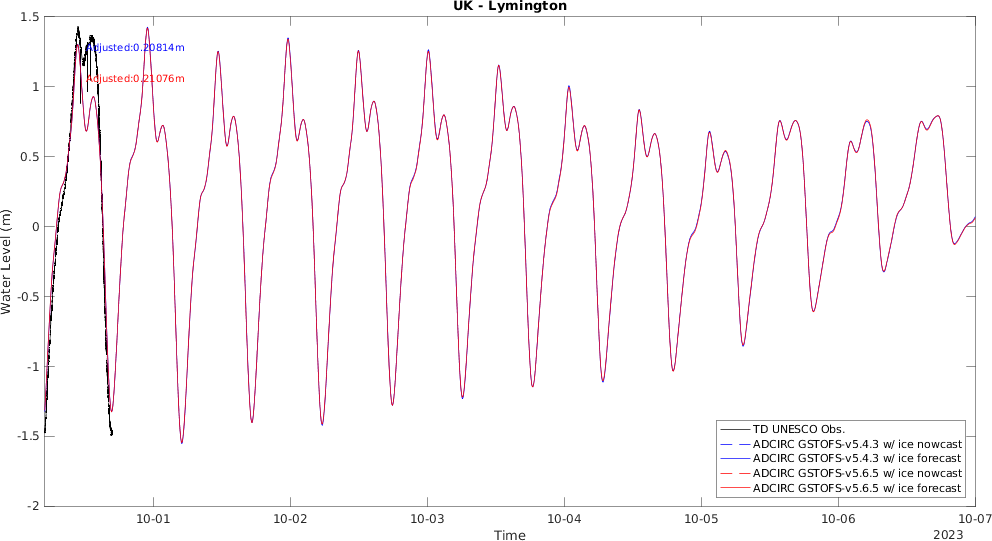 UK - Lymington
1.5
1
0.5
0
-0.5
-1
-1.5
-2
Water Level (m)
Adjusted:0.20814m
Adjusted:0.21076m
TD UNESCO Obs.
ADCIRC GSTOFS-v5.4.3 w/ ice nowcast
ADCIRC GSTOFS-v5.4.3 w/ ice forecast
ADCIRC GSTOFS-v5.6.5 w/ ice nowcast
ADCIRC GSTOFS-v5.6.5 w/ ice forecast
10-01 10-02 10-03 10-04 10-05 10-06 10-07
Time
2023